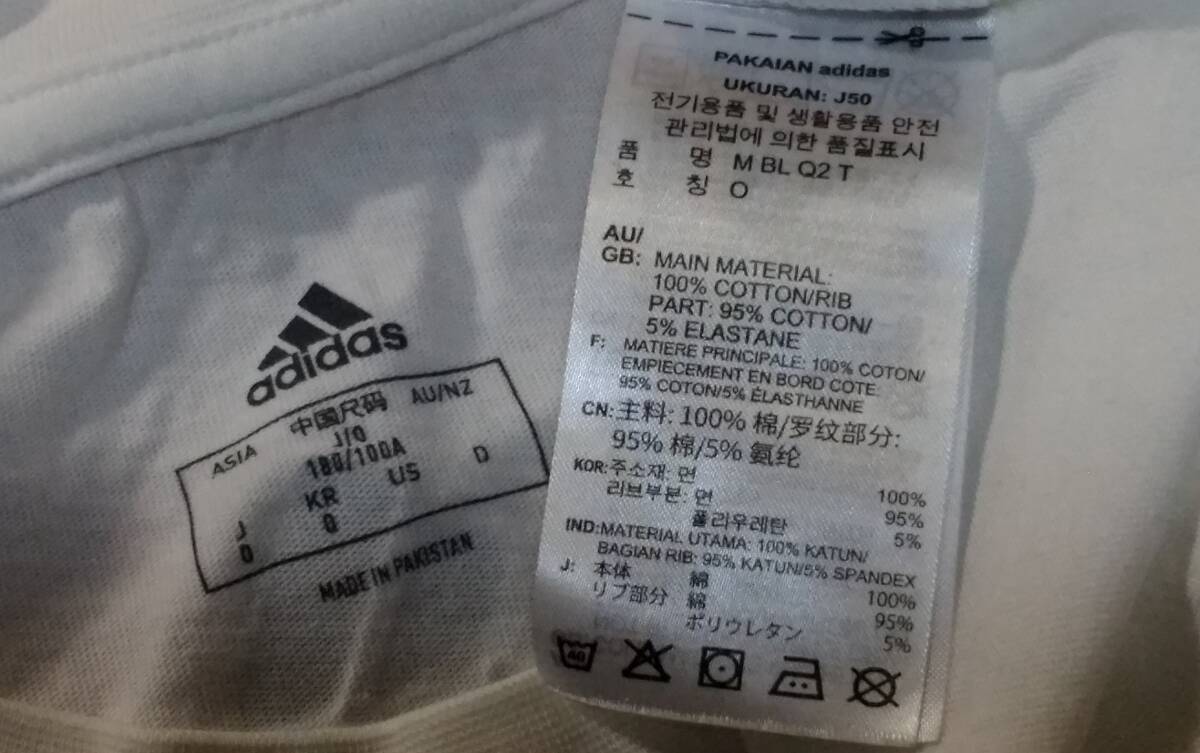 adidas
ASIA 中国尺码 AU/NZ
J/O
180/100A
KR US D
J
O O
MADE IN PAKISTAN
PAKAIAN adidas
UKURAN: J50
전기용품 및 생활용품 안전
관리법에 의한 품질표시
품 명 M BL Q2 T
호 칭 O
AU/
GB: MAIN MATERIAL:
100% COTTON/RIB
PART: 95% COTTON/
5% ELASTANE
F: MATIERE PRINCIPALE: 100% COTON/
EMPIECEMENT EN BORD COTE:
95% COTON/5% ÉLASTHANNE
CN: 主料: 100% 棉/罗纹部分:
95% 棉/5% 氨纶
KOR: 주소재: 면 100%
리브부분: 면 95%
폴리우레탄 5%
IND: MATERIAL UTAMA: 100% KATUN/
BAGIAN RIB: 95% KATUN/5% SPANDEX
J: 本体 綿 100%
リブ部分 綿 95%
ポリウレタン 5%
40